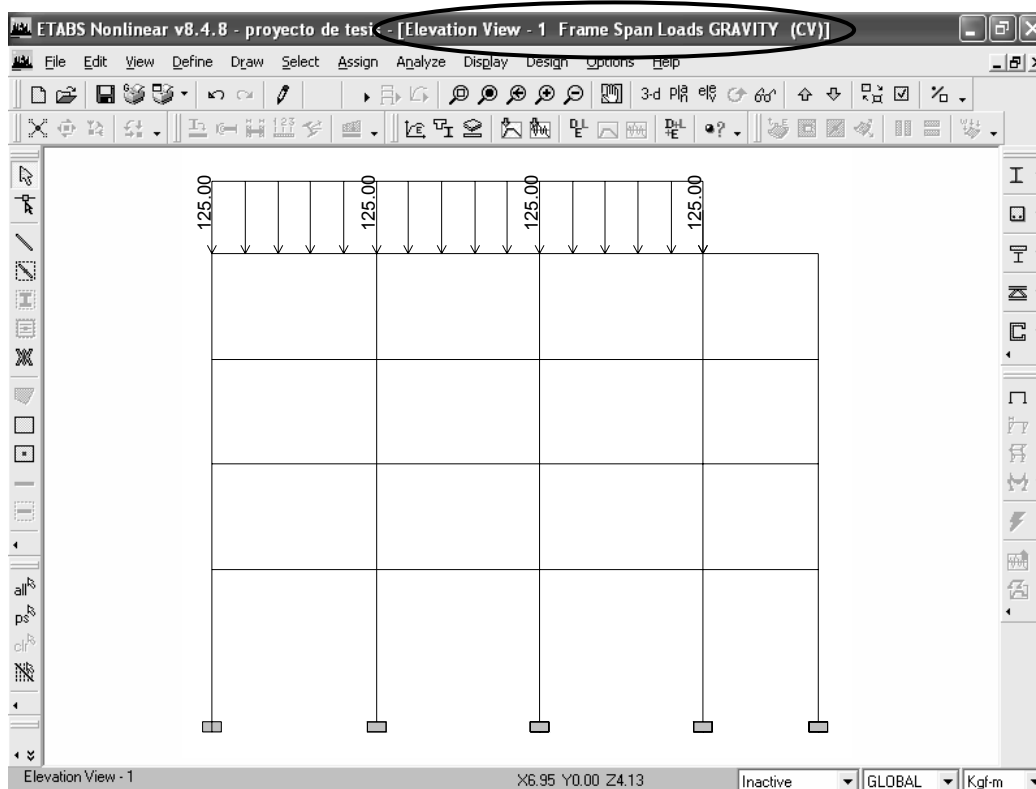 ETABS Nonlinear v8.4.8 - proyecto de tesis - [Elevation View - 1 Frame Span Loads GRAVITY (CV)]
File Edit View Define Draw Select Assign Analyze Display Design Options Help
3-d
125.00 125.00 125.00 125.00
all
ps
clr
Elevation View - 1 X6.95 Y0.00 Z4.13 Inactive GLOBAL Kgf-m